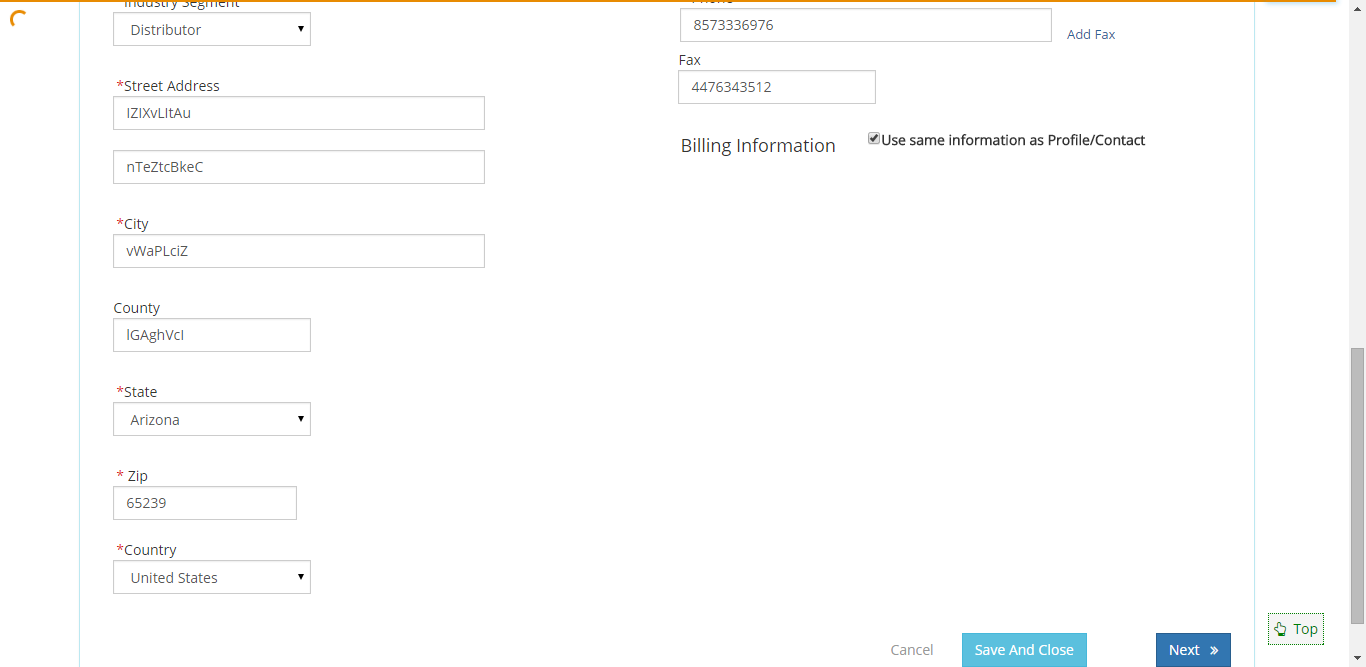 Industry Segment
Distributor
*Street Address
IZIXvLItAu
nTeZtcBkeC
*City
vWaPLciZ
County
lGAghVcI
*State
Arizona
* Zip
65239
*Country
United States
Phone
8573336976
Add Fax
Fax
4476343512
Billing Information
Use same information as Profile/Contact
Cancel
Save And Close
Next »
Top